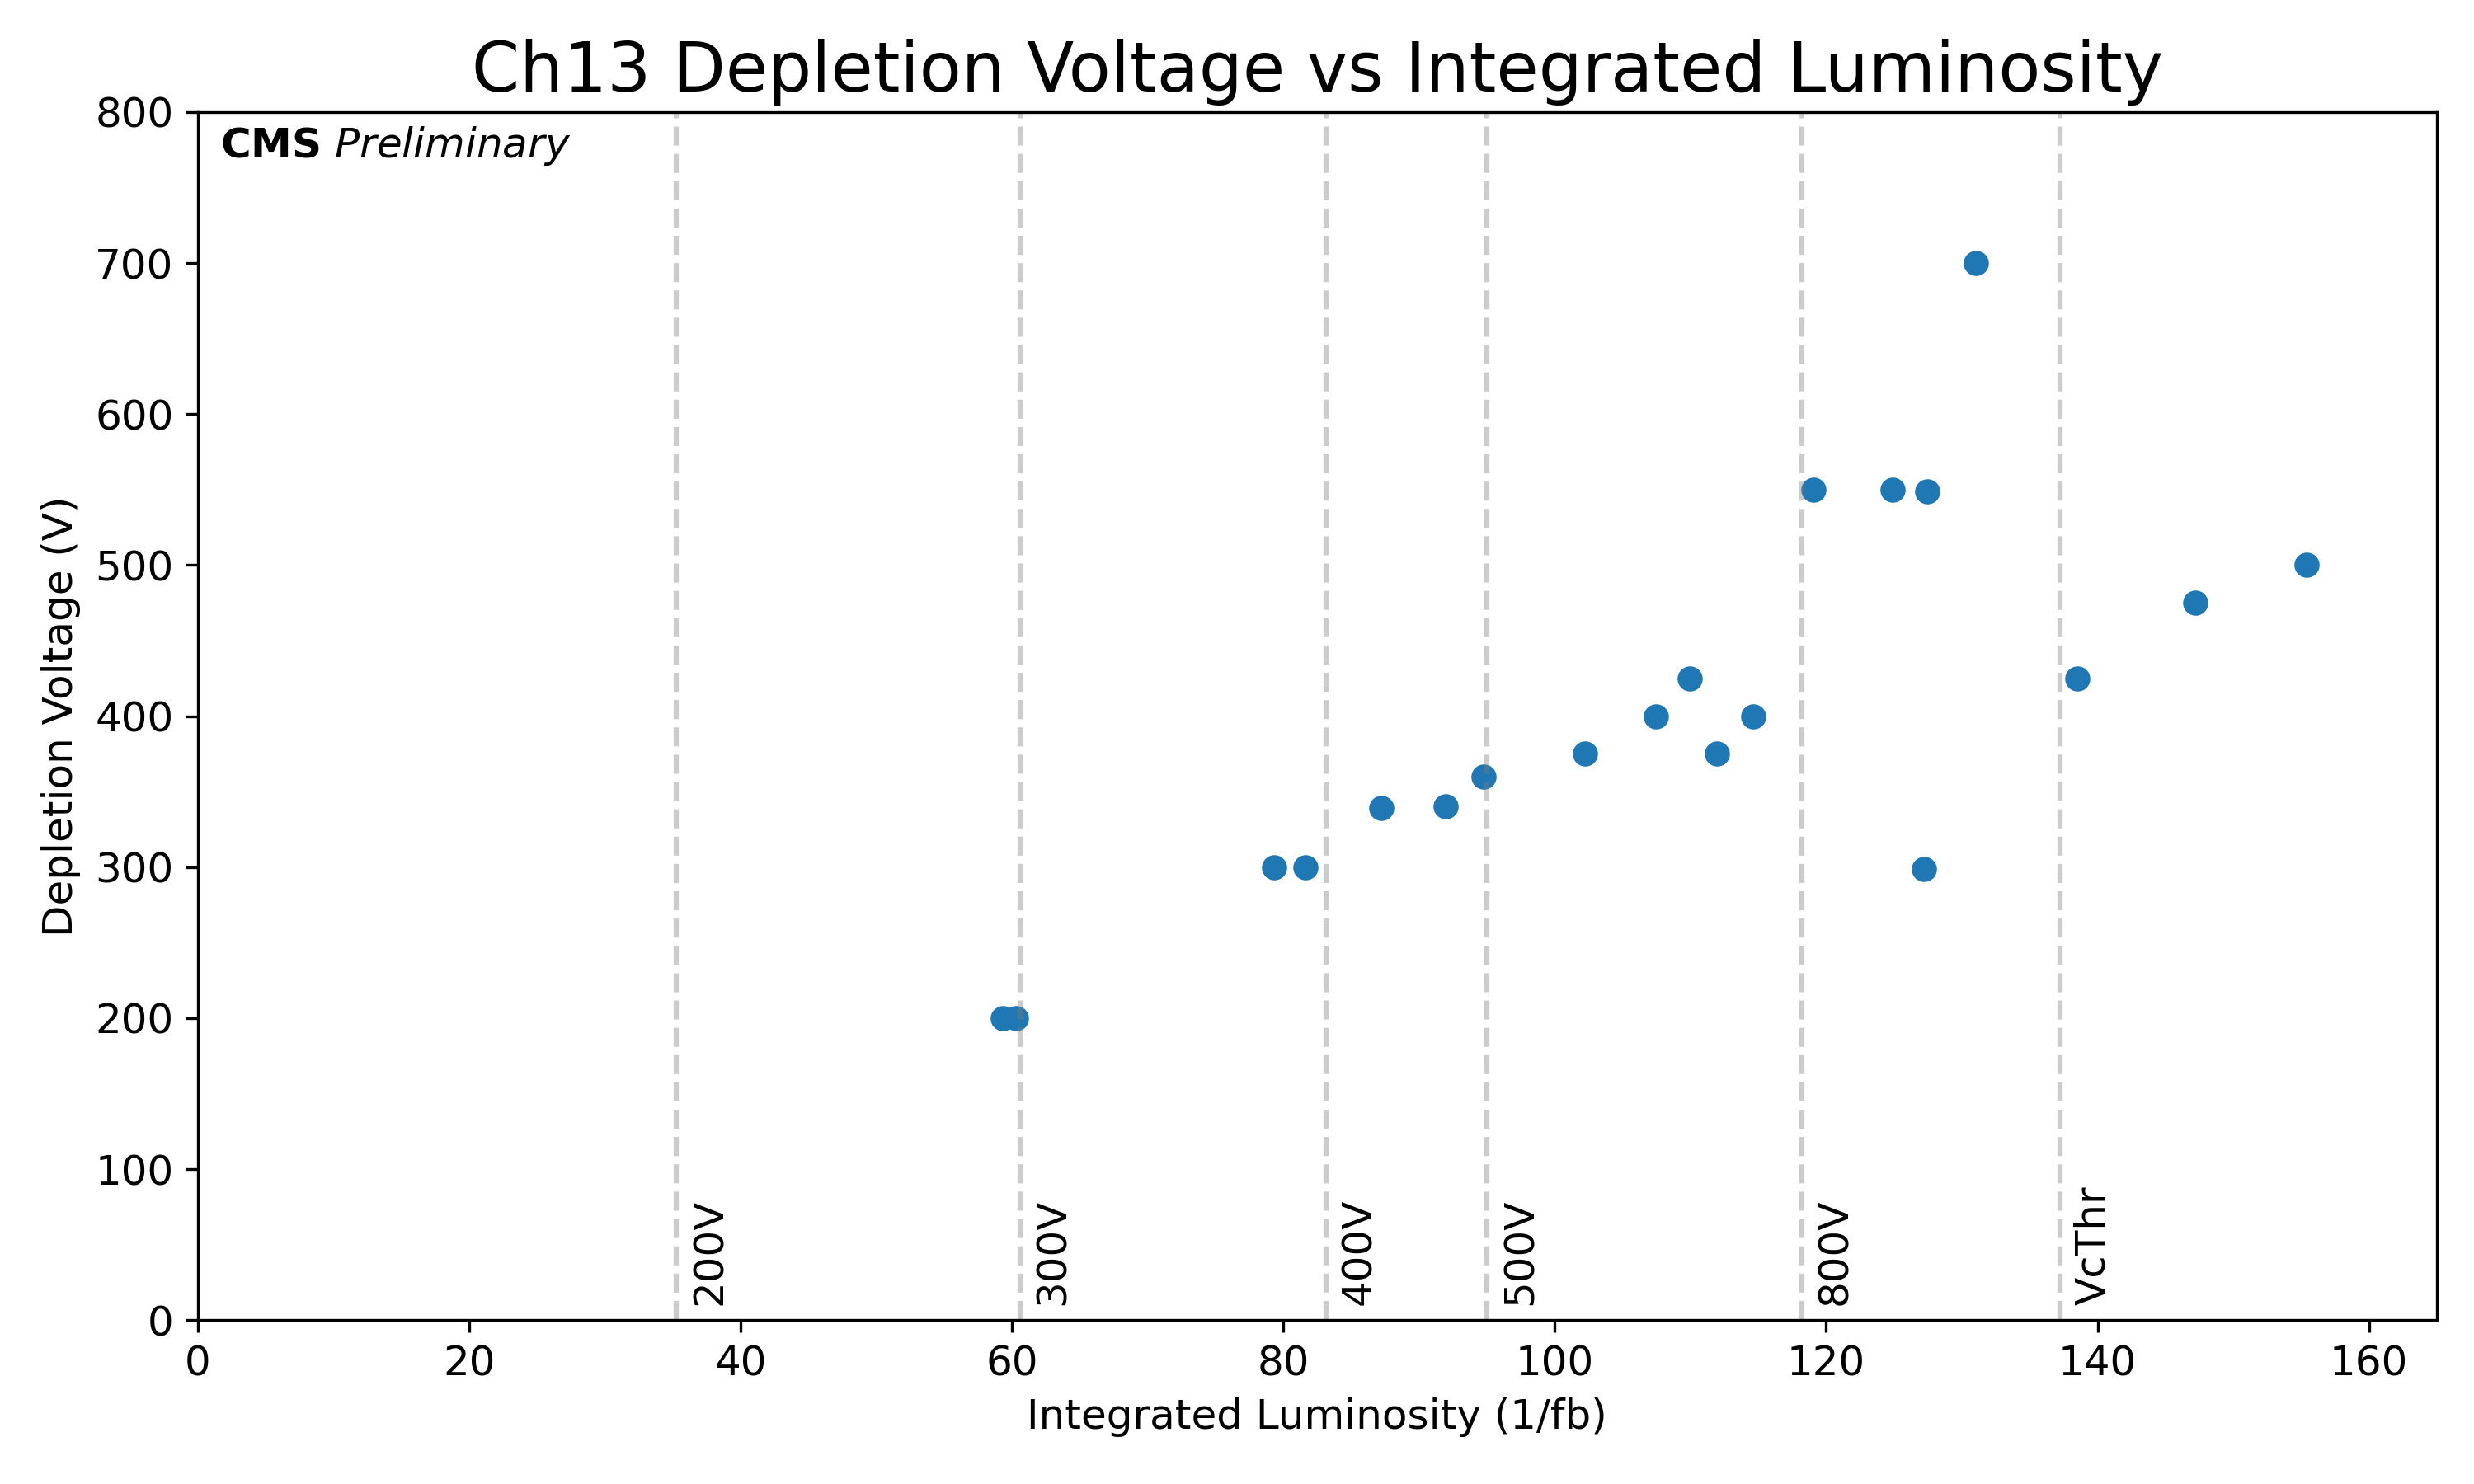 Ch13 Depletion Voltage vs Integrated Luminosity
CMS Preliminary
Depletion Voltage (V)
800
700
600
500
400
300
200
100
0
200V
300V
400V
500V
800V
VcThr
0 20 40 60 80 100 120 140 160
Integrated Luminosity (1/fb)